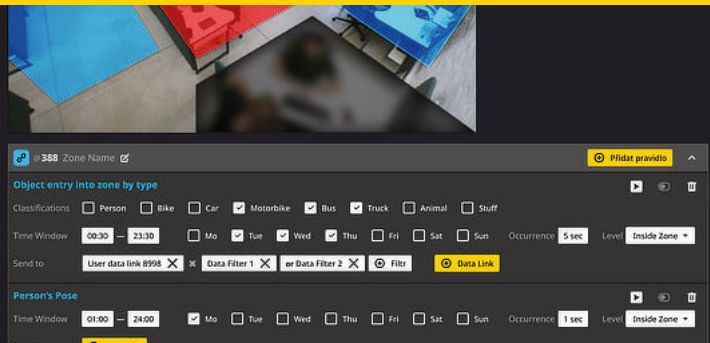 @388 Zone Name Přidat pravidlo
Object entry into zone by type
Classifications Person Bike Car Motorbike Bus Truck Animal Stuff
Time Window 00:30 — 23:30 Mo Tue Wed Thu Fri Sat Sun Occurrence 5 sec Level Inside Zone
Send to User data link 8998 Data Filter 1 or Data Filter 2 Filtr Data Link
Person's Pose
Time Window 01:00 — 24:00 Mo Tue Wed Thu Fri Sat Sun Occurrence 1 sec Level Inside Zone